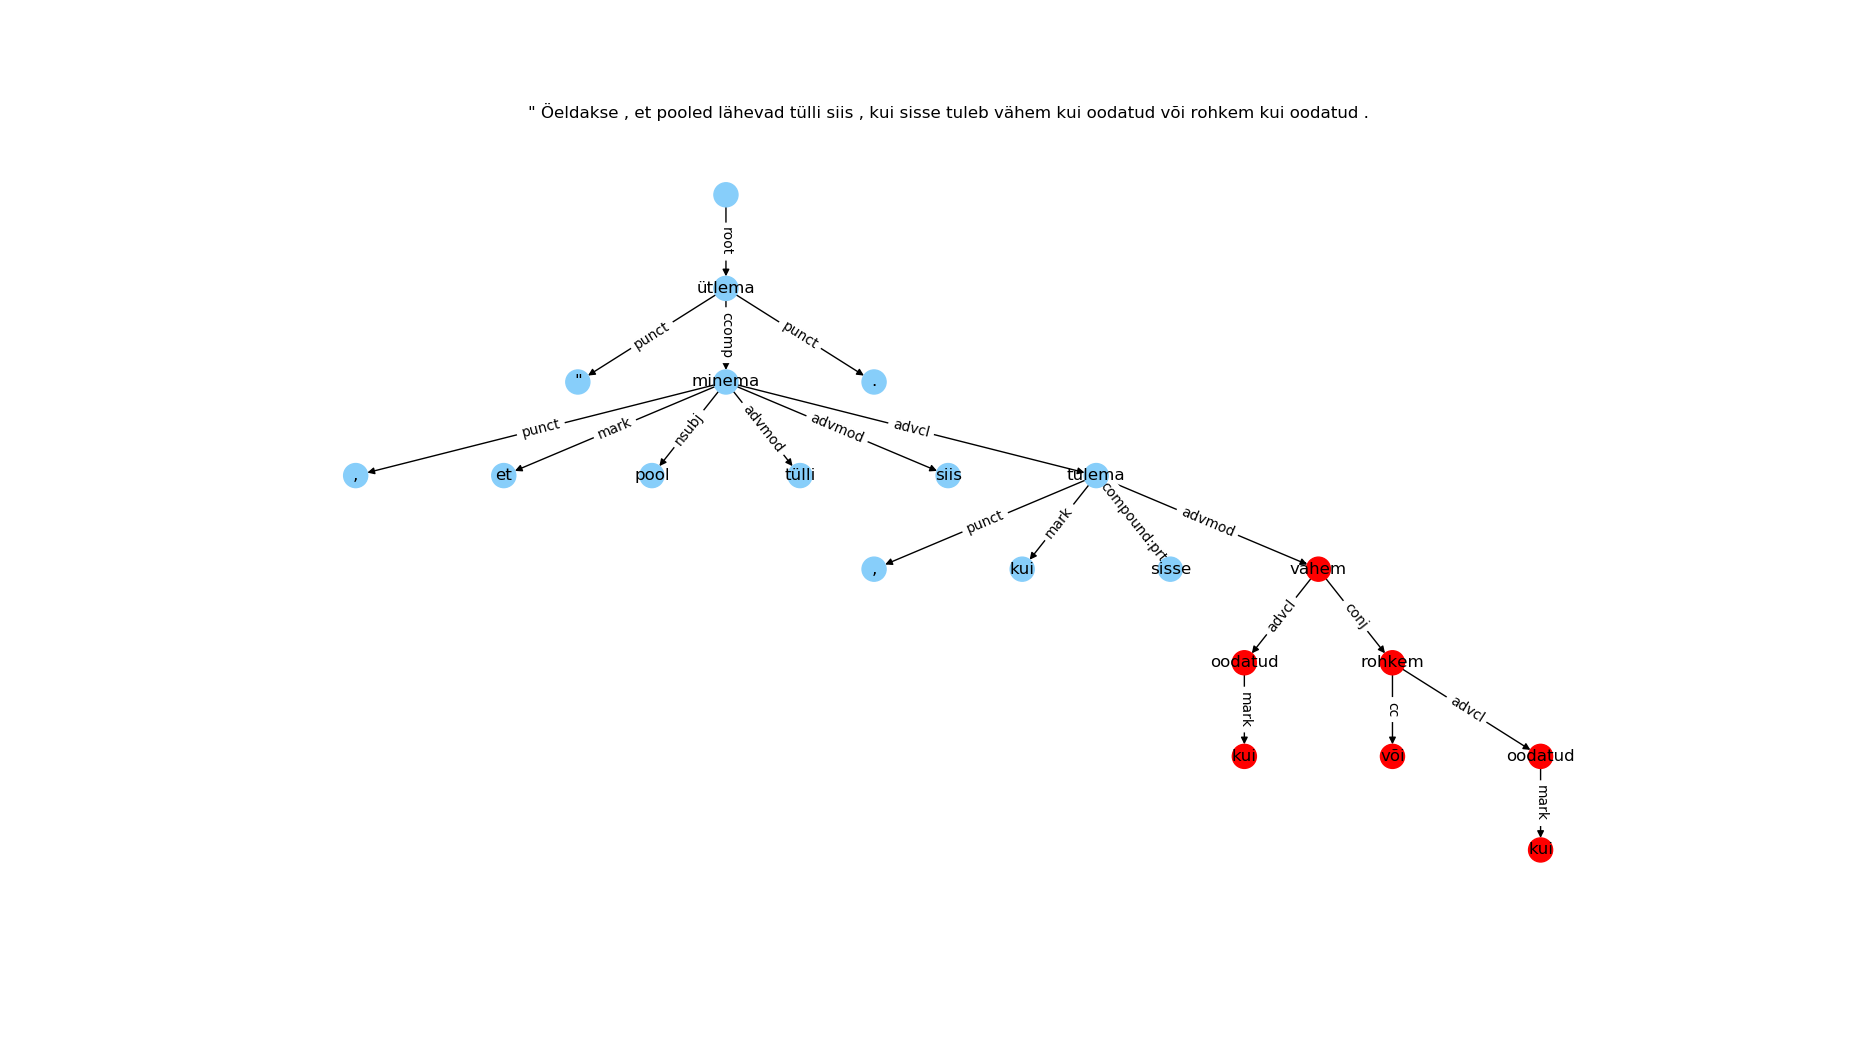 " Öeldakse , et pooled lähevad tülli siis , kui sisse tuleb vähem kui oodatud või rohkem kui oodatud .
root
ütlema
punct ccomp punct
" minema .
punct mark nsubj advmod advmod advcl
, et pool tülli siis tulema
punct mark compound:prt advmod
, kui sisse vähem
advcl conj
oodatud rohkem
mark cc advcl
kui või oodatud
mark
kui